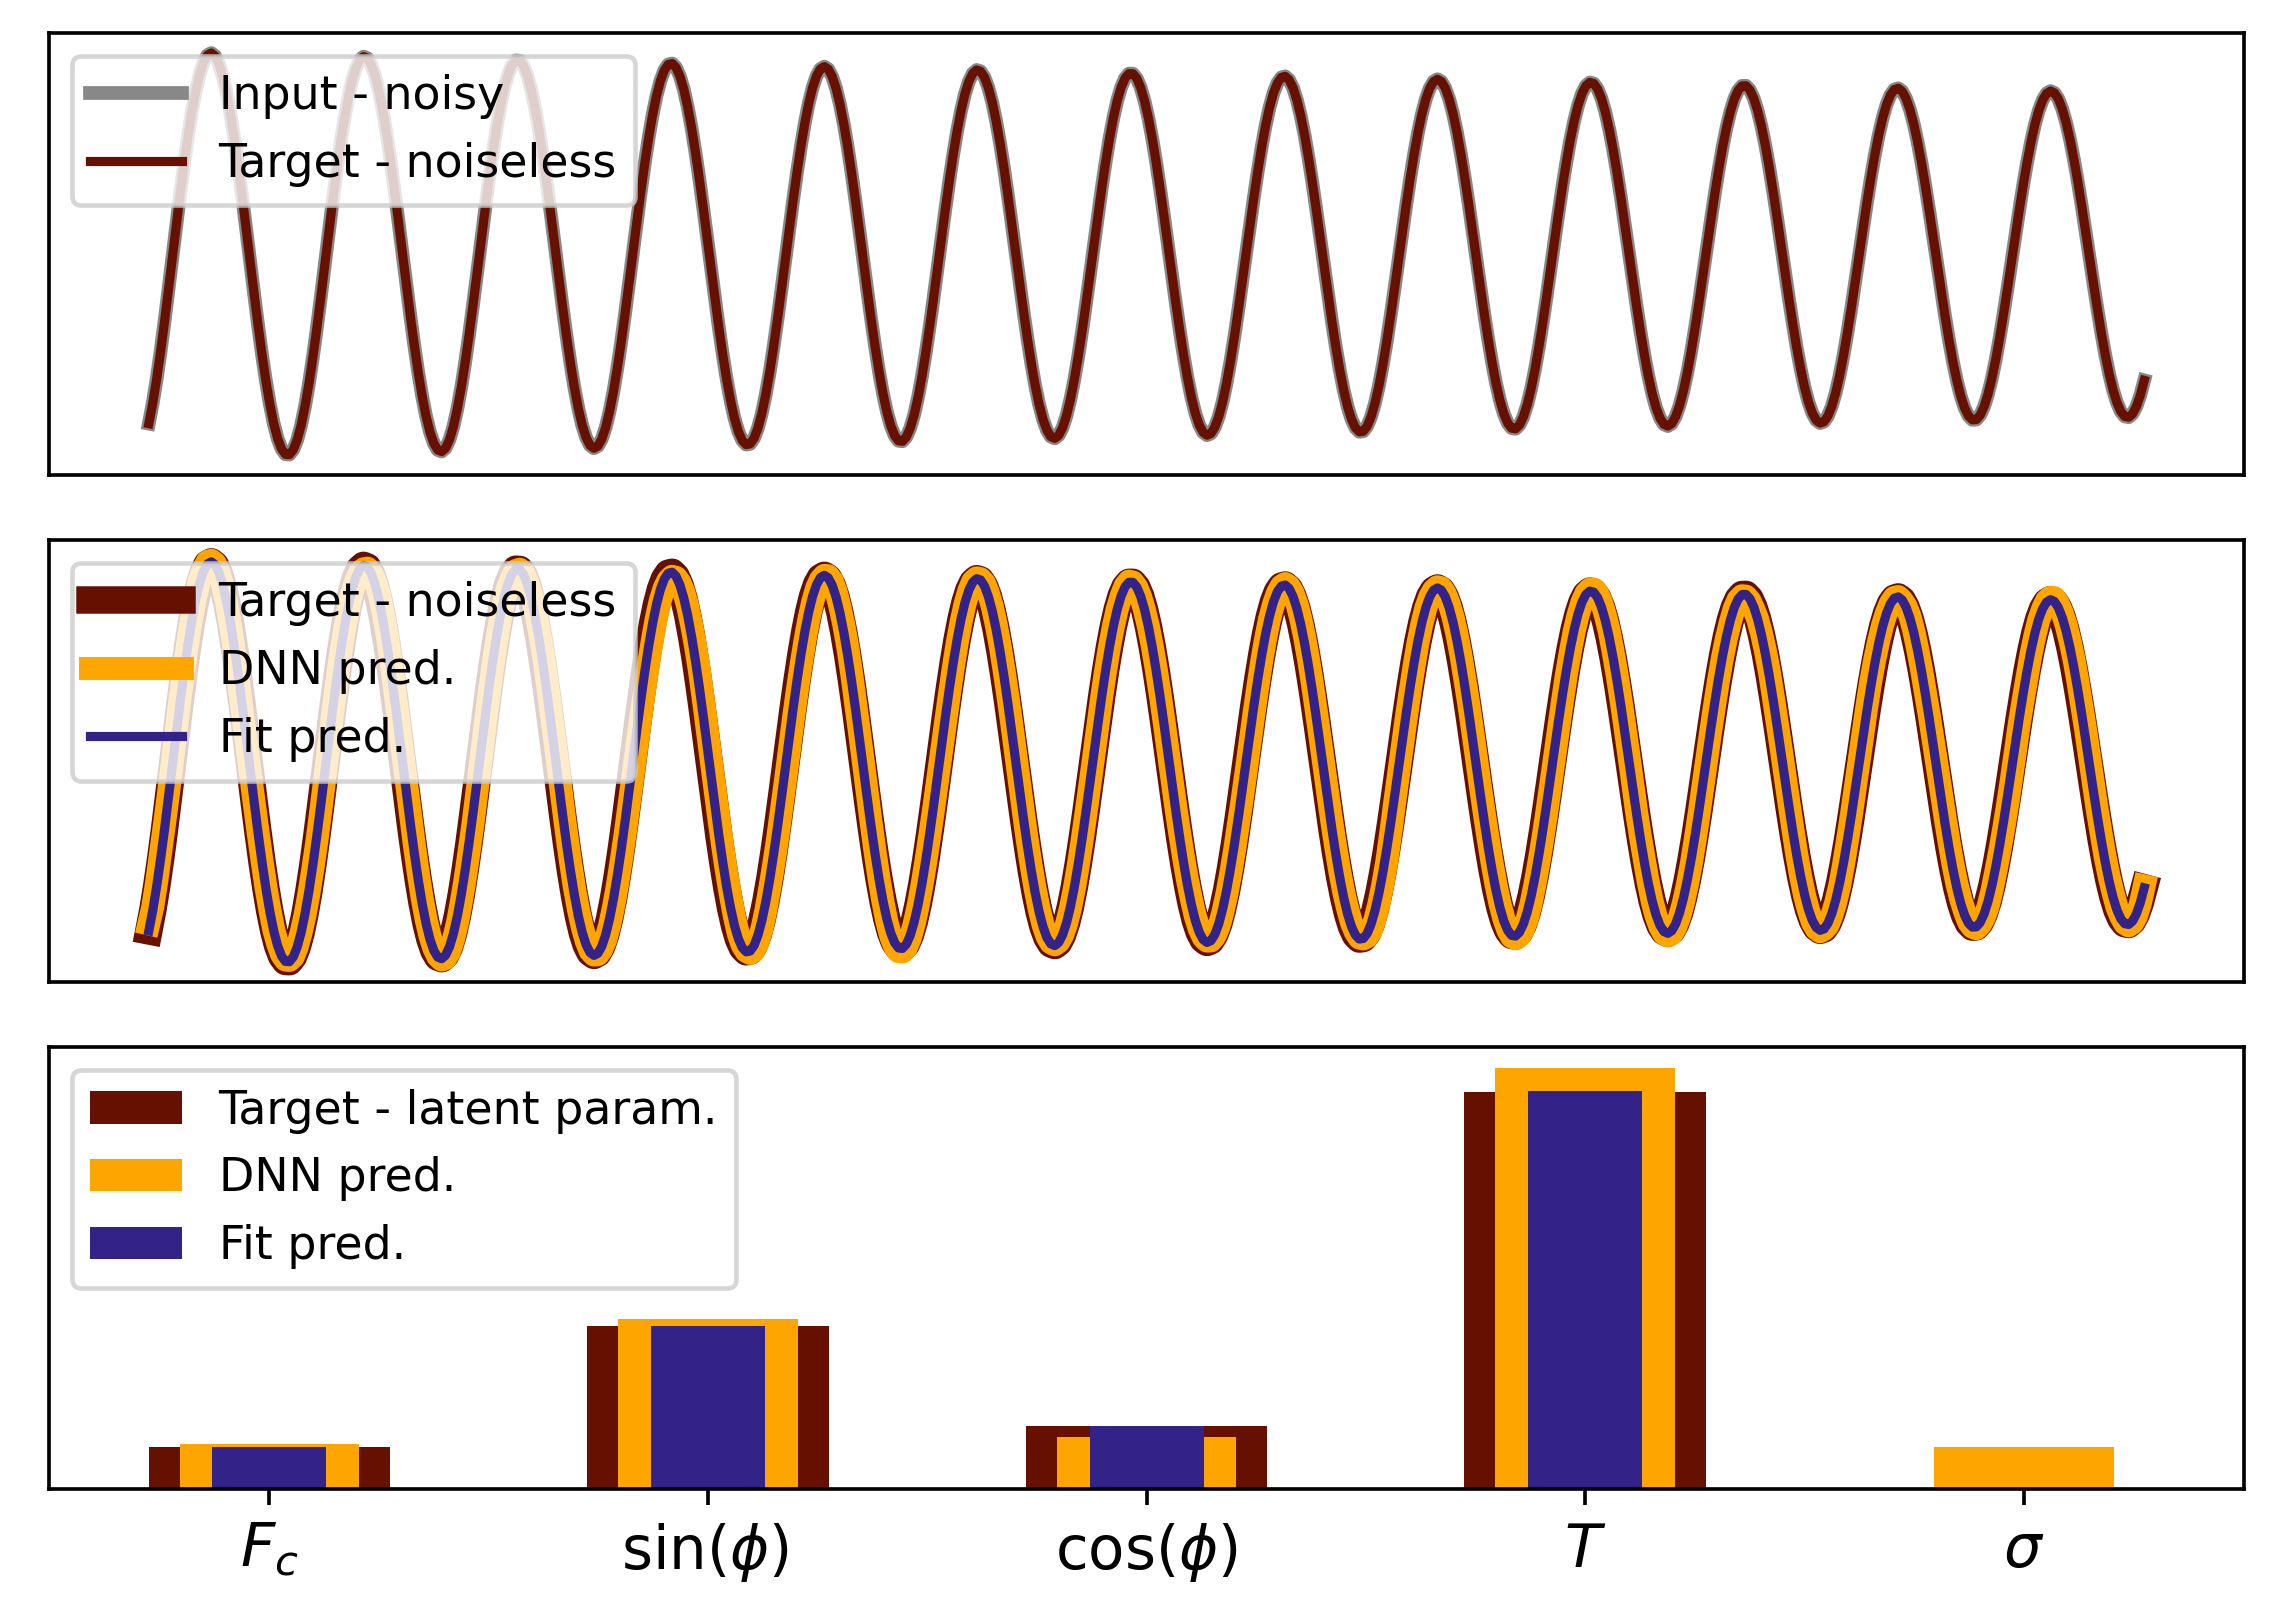 Input - noisy
Target - noiseless
Target - noiseless
DNN pred.
Fit pred.
Target - latent param.
DNN pred.
Fit pred.
F_c sin(ϕ) cos(ϕ) T σ